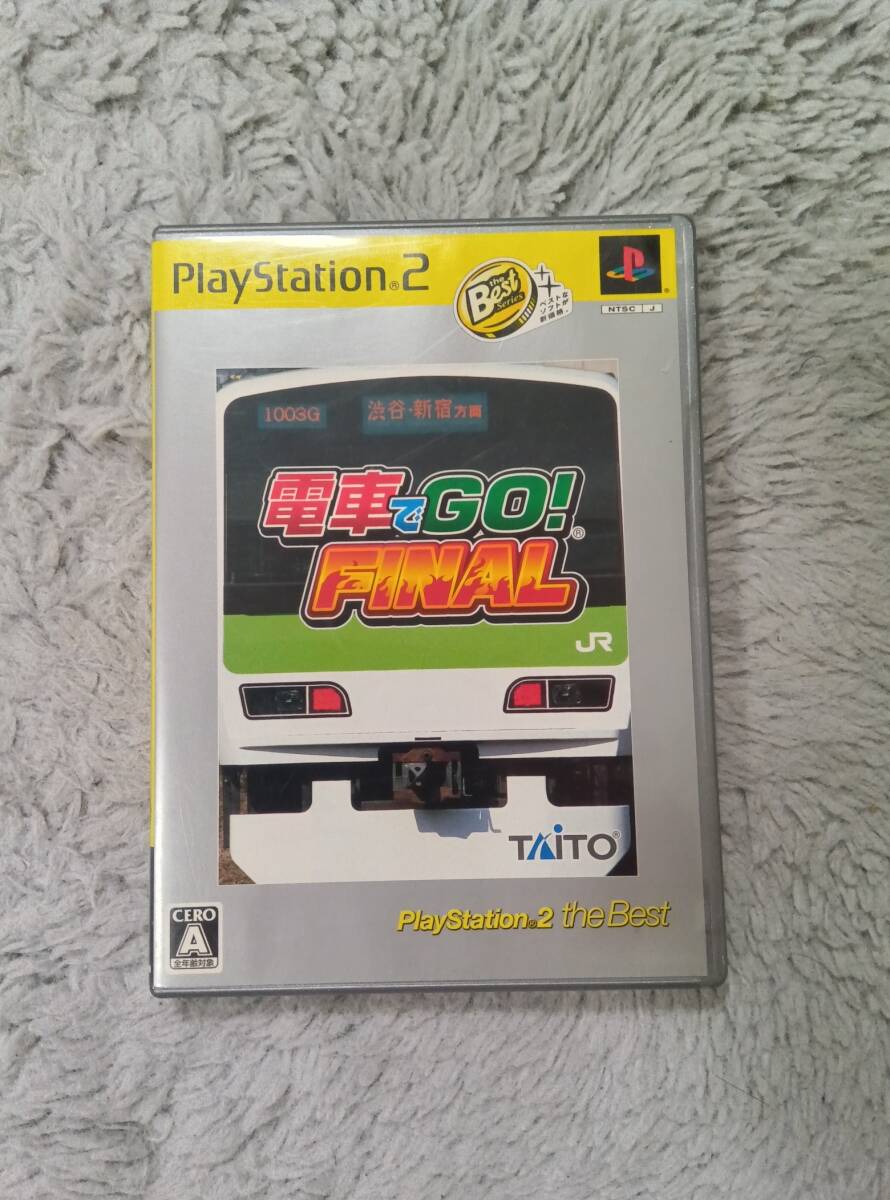 PlayStation®2
the Best Series
ベストな
ソフトが
新価格。
®
NTSC J
1003G
渋谷・新宿方面
電車でGO!
®
FINAL
JR
TAITO®
PlayStation®2 the Best
CERO
A
全年齢対象